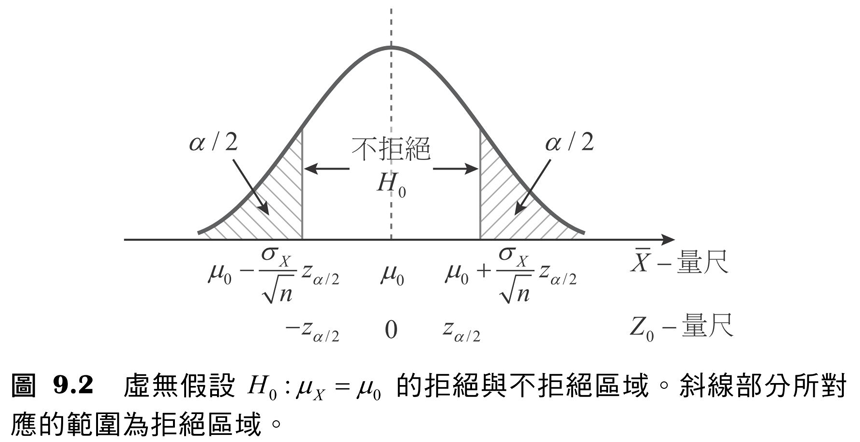 α / 2 不拒絕 α / 2
H₀
μ₀ − σ_X/√n z_{α/2} μ₀ μ₀ + σ_X/√n z_{α/2} X̄ – 量尺
−z_{α/2} 0 z_{α/2} Z₀ – 量尺
圖 9.2 虛無假設 H₀ : μ_X = μ₀ 的拒絕與不拒絕區域。斜線部分所對
應的範圍為拒絕區域。